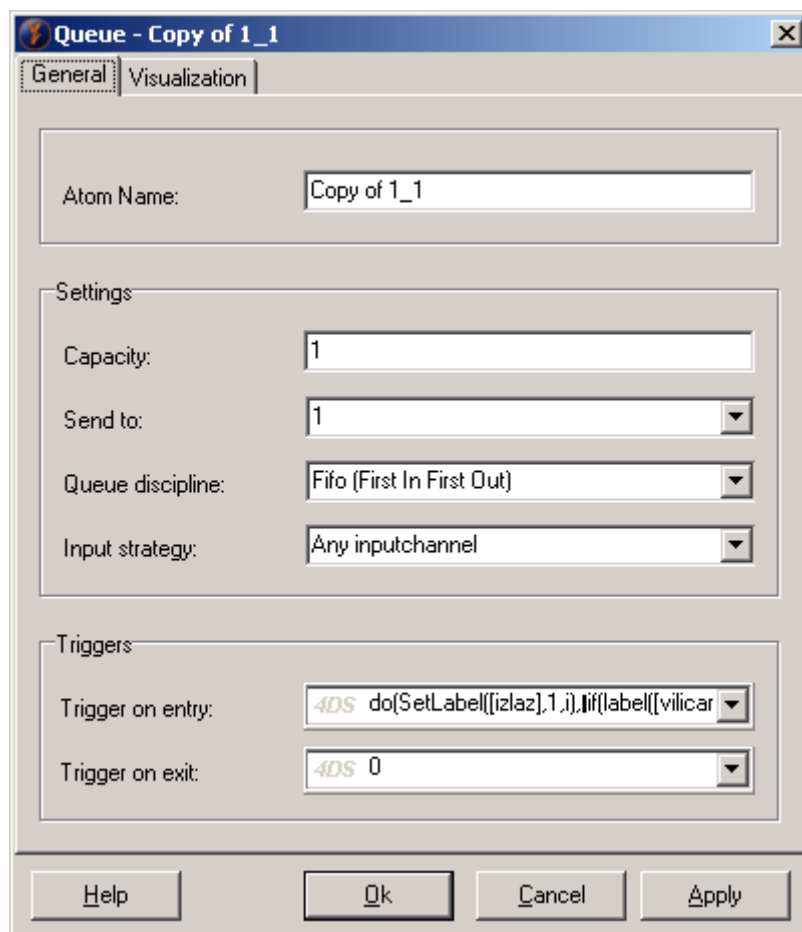 Queue - Copy of 1_1
General Visualization
Atom Name: Copy of 1_1
Settings
Capacity: 1
Send to: 1
Queue discipline: Fifo (First In First Out)
Input strategy: Any inputchannel
Triggers
Trigger on entry: 4DS do(SetLabel([izlaz],1,i),|if(label([vilicar
Trigger on exit: 4DS 0
Help Ok Cancel Apply